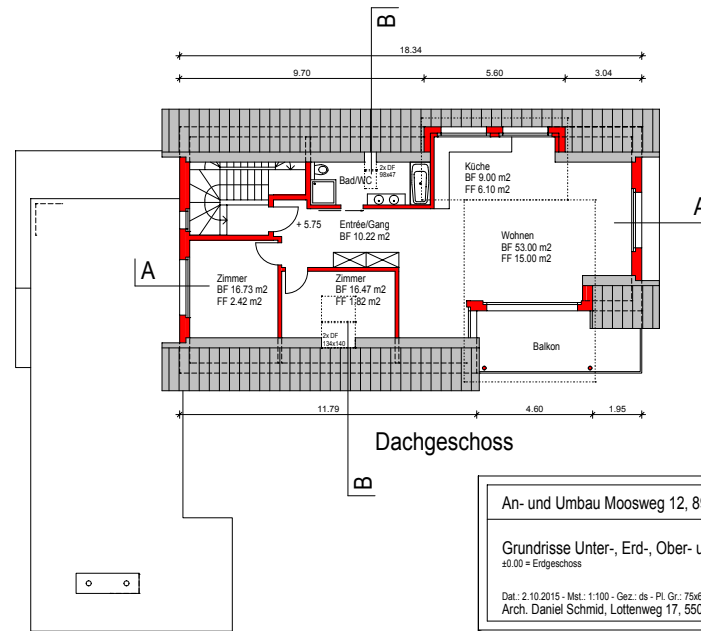 B
18.34
9.70
5.60
3.04
2x DF
98x47
Bad/WC
Küche
BF 9.00 m2
FF 6.10 m2
A
+ 5.75
Entrée/Gang
BF 10.22 m2
Wohnen
BF 53.00 m2
FF 15.00 m2
A
Zimmer
BF 16.73 m2
FF 2.42 m2
Zimmer
BF 16.47 m2
FF 1.82 m2
2x DF
134x140
Balkon
11.79
4.60
1.95
Dachgeschoss
B
An- und Umbau Moosweg 12, 89
Grundrisse Unter-, Erd-, Ober- u
±0.00 = Erdgeschoss
Dat.: 2.10.2015 - Mst.: 1:100 - Gez.: ds - Pl. Gr.: 75x6
Arch. Daniel Schmid, Lottenweg 17, 550